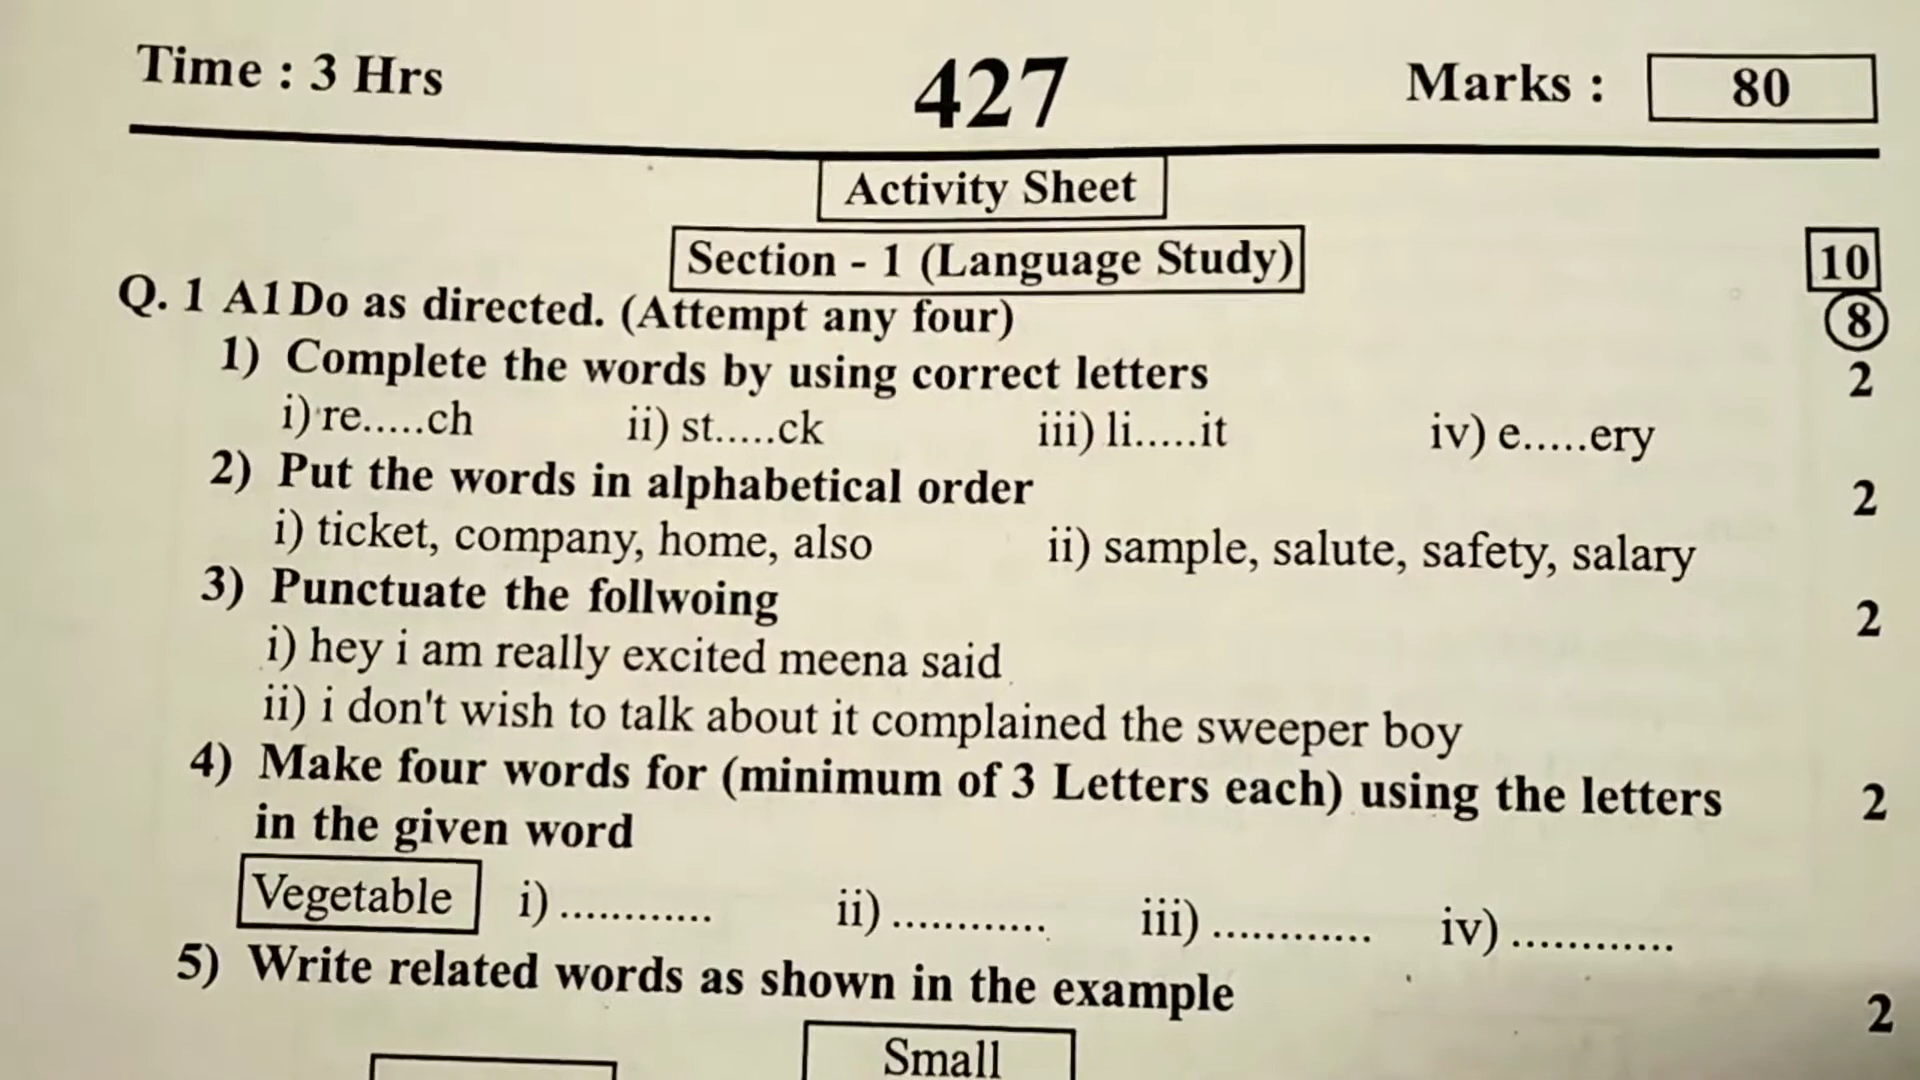 Time : 3 Hrs 427 Marks : 80
Activity Sheet
Section - 1 (Language Study) 10
Q. 1 A1 Do as directed. (Attempt any four) 8
1) Complete the words by using correct letters 2
i) re.....ch ii) st.....ck iii) li.....it iv) e.....ery
2) Put the words in alphabetical order 2
i) ticket, company, home, also ii) sample, salute, safety, salary
3) Punctuate the follwoing 2
i) hey i am really excited meena said
ii) i don't wish to talk about it complained the sweeper boy
4) Make four words for (minimum of 3 Letters each) using the letters 2
in the given word
Vegetable i) ............ ii) ............ iii) ............ iv) ............
5) Write related words as shown in the example 2
Small